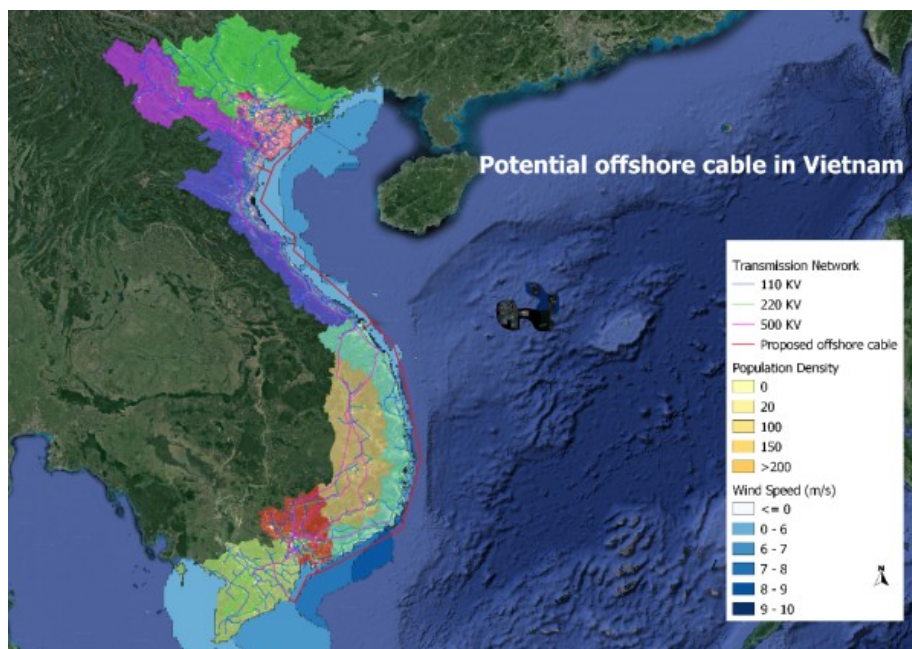 Potential offshore cable in Vietnam
Transmission Network
110 KV
220 KV
500 KV
Proposed offshore cable
Population Density
0
20
100
150
>200
Wind Speed (m/s)
<= 0
0 - 6
6 - 7
7 - 8
8 - 9
9 - 10
N